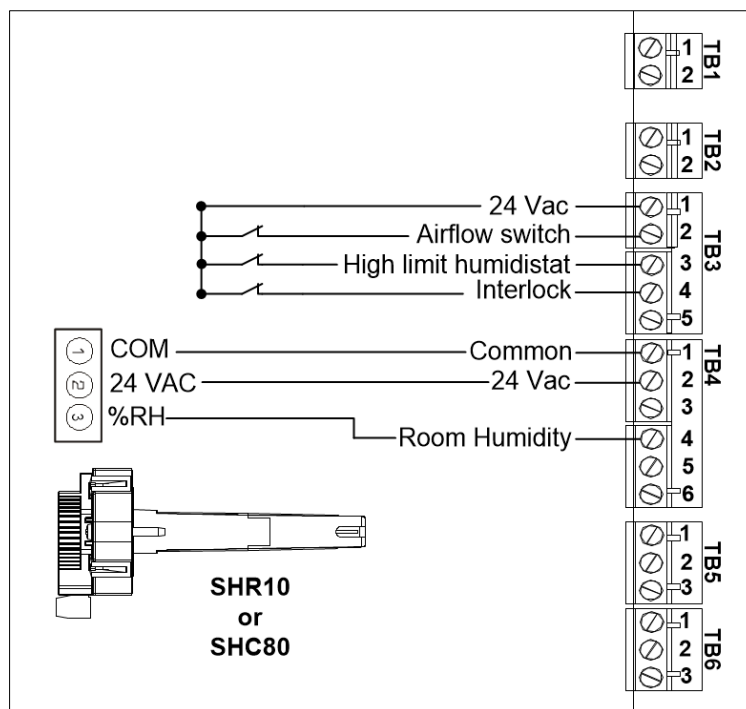 1
2
TB1
1
2
TB2
24 Vac 1
Airflow switch 2
High limit humidistat 3
Interlock 4
5
TB3
1 COM Common 1
2 24 VAC 24 Vac 2
3
3 %RH Room Humidity 4
5
6
TB4
SHR10
or
SHC80
1
2
3
TB5
1
2
3
TB6